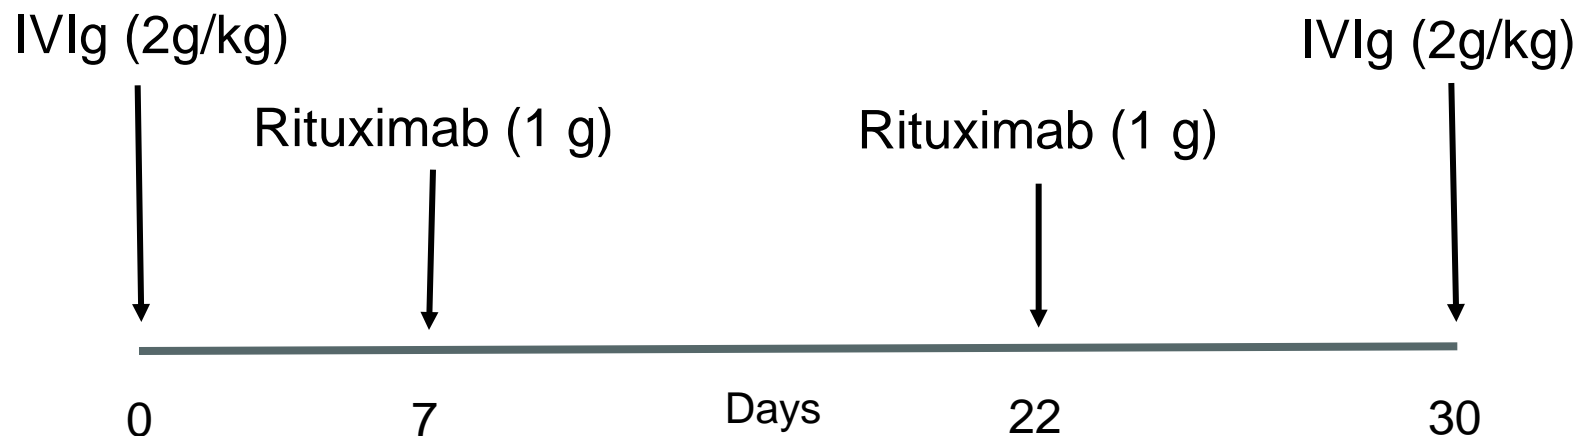 IVIg (2g/kg)
IVIg (2g/kg)
Rituximab (1 g)
Rituximab (1 g)
0
7
Days
22
30